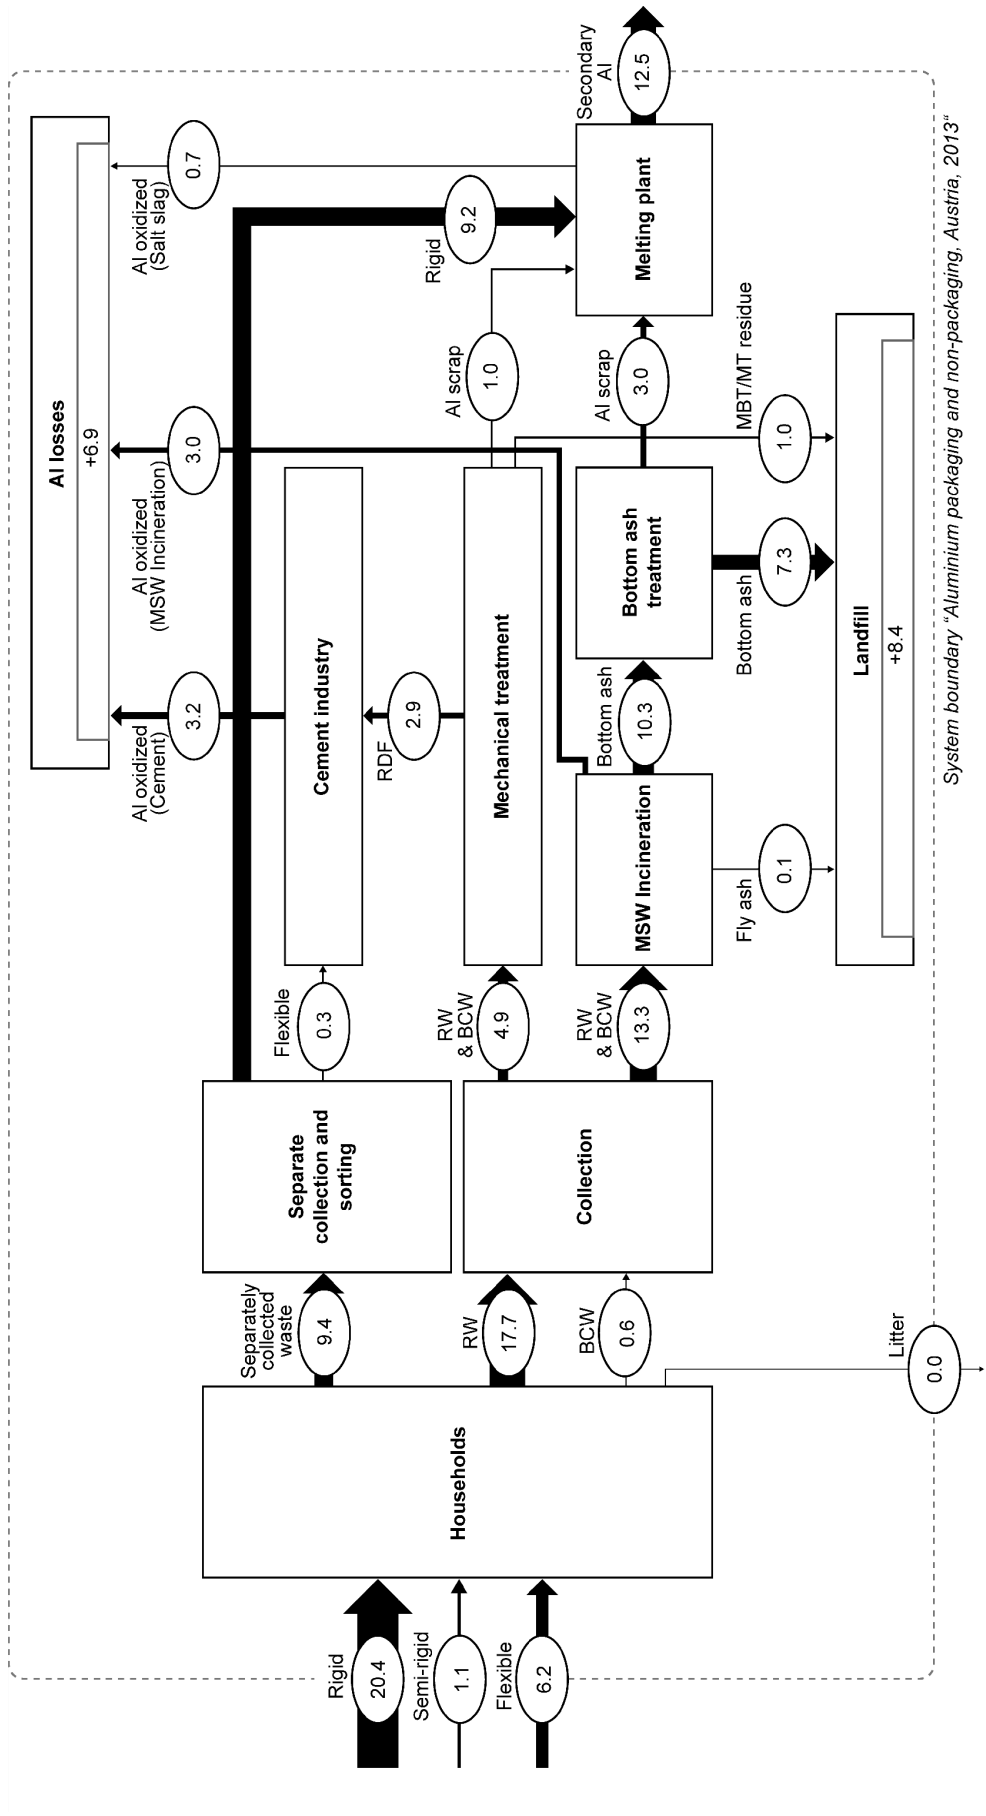 Rigid
20.4
Semi-rigid
1.1
Flexible
6.2
Households
Separately
collected
waste
9.4
RW
17.7
BCW
0.6
Litter
0.0
Separate
collection and
sorting
Collection
Flexible
0.3
RW
& BCW
4.9
RW
& BCW
13.3
Cement industry
Mechanical treatment
MSW Incineration
RDF
2.9
Fly ash
0.1
Bottom ash
10.3
Bottom ash
treatment
Bottom ash
7.3
Al scrap
1.0
Al scrap
3.0
MBT/MT residue
1.0
Rigid
9.2
Melting plant
Secondary
Al
12.5
Al oxidized
(Cement)
3.2
Al oxidized
(MSW Incineration)
3.0
Al oxidized
(Salt slag)
0.7
Al losses
+6.9
Landfill
+8.4
System boundary “Aluminium packaging and non-packaging, Austria, 2013“